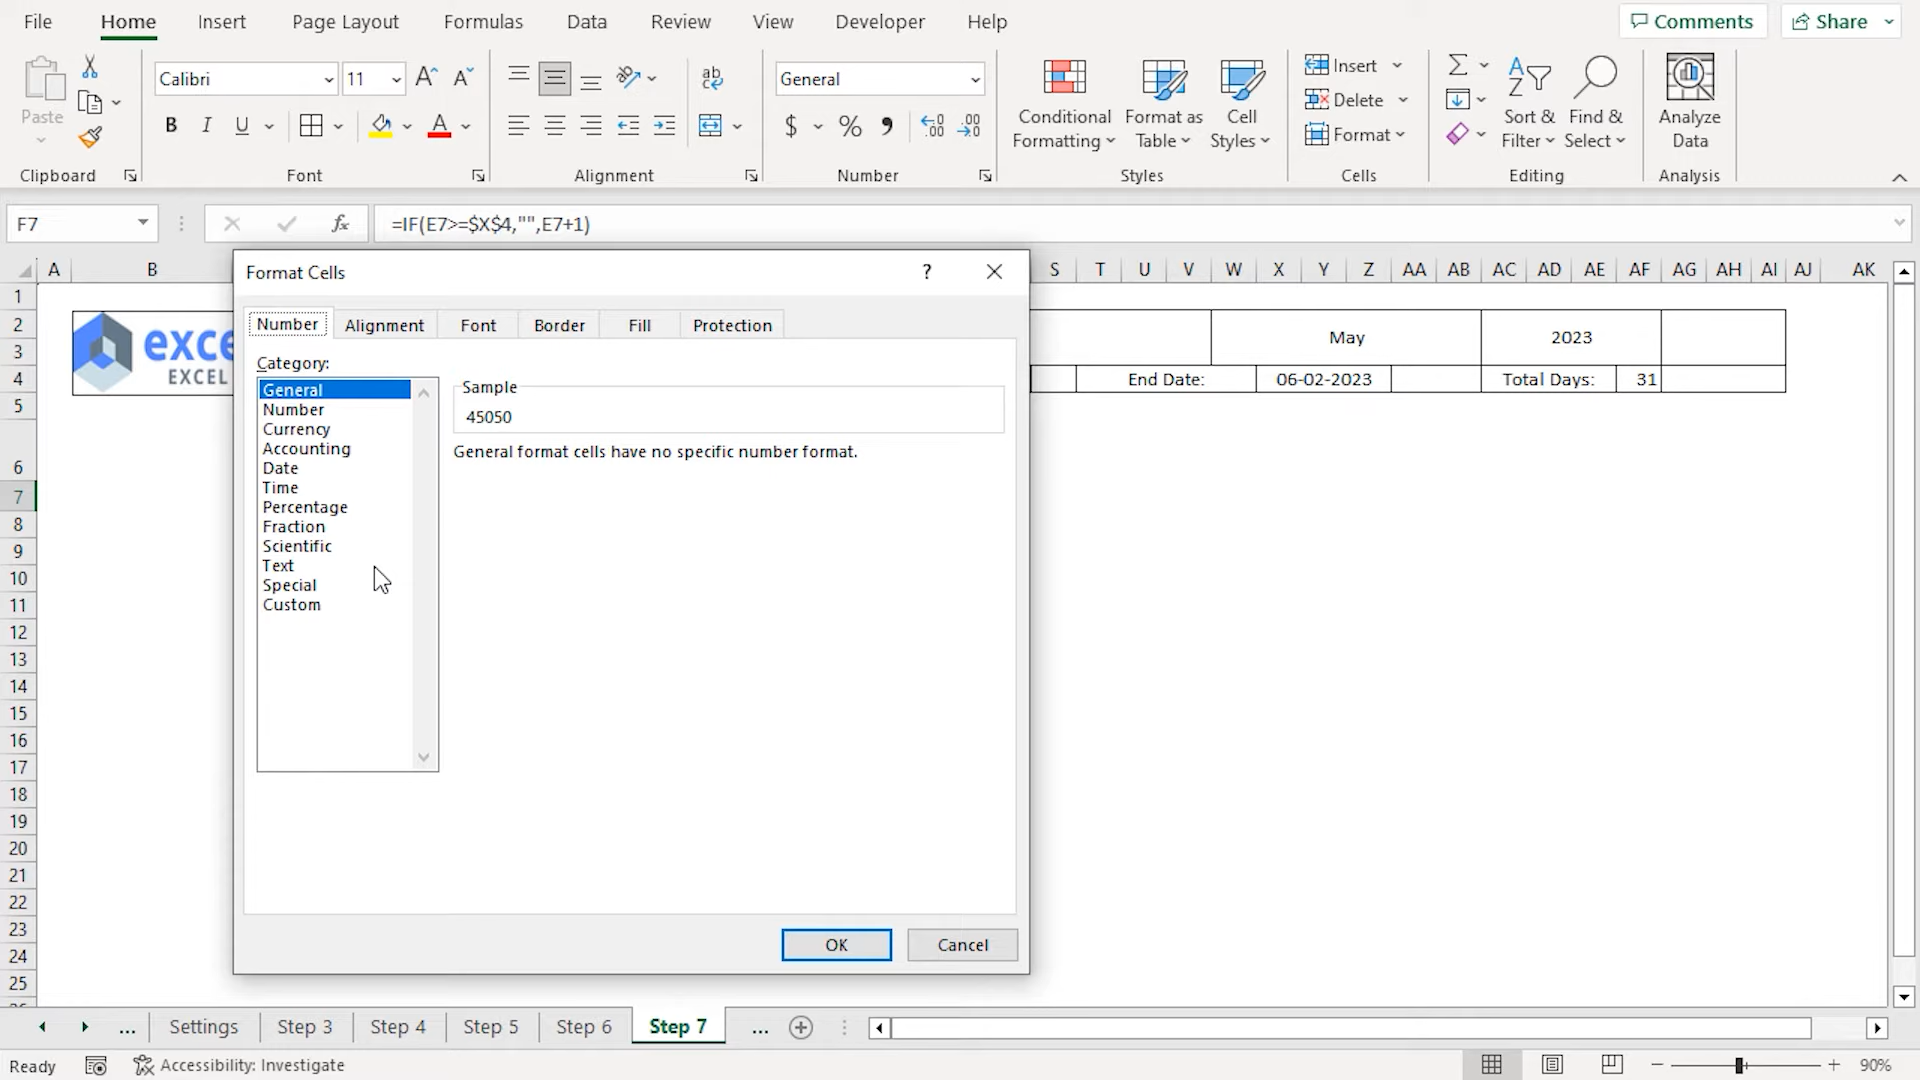 File Home Insert Page Layout Formulas Data Review View Developer Help Comments Share
Paste
Calibri 11 A A
ab
General
Conditional Formatting
Format as Table
Cell Styles
Insert
Delete
Format
Sort & Filter
Find & Select
Analyze Data
B I U A
$ % 9 .00 .00
Clipboard Font Alignment Number Styles Cells Editing Analysis
F7 fx =IF(E7>=$X$4,"",E7+1)
A B S T U V W X Y Z AA AB AC AD AE AF AG AH AI AJ AK
Format Cells ?
Number Alignment Font Border Fill Protection
Category:
General
Number
Currency
Accounting
Date
Time
Percentage
Fraction
Scientific
Text
Special
Custom
Sample
45050
General format cells have no specific number format.
OK Cancel
1
2
3
4
5
6
7
8
9
10
11
12
13
14
15
16
17
18
19
20
21
22
23
24
25
exce
EXCEL
May 2023
End Date: 06-02-2023 Total Days: 31
... Settings Step 3 Step 4 Step 5 Step 6 Step 7 ...
Ready Accessibility: Investigate 90%